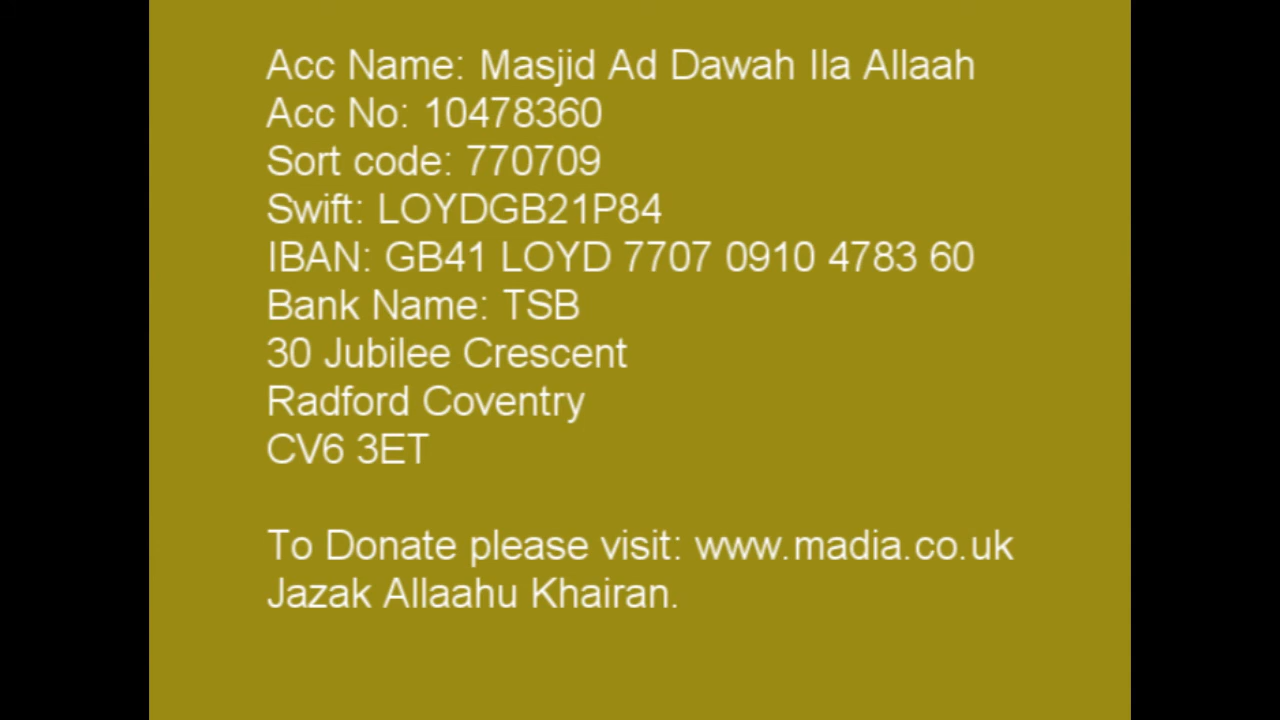 Acc Name: Masjid Ad Dawah Ila Allaah
Acc No: 10478360
Sort code: 770709
Swift: LOYDGB21P84
IBAN: GB41 LOYD 7707 0910 4783 60
Bank Name: TSB
30 Jubilee Crescent
Radford Coventry
CV6 3ET
To Donate please visit: www.madia.co.uk
Jazak Allaahu Khairan.